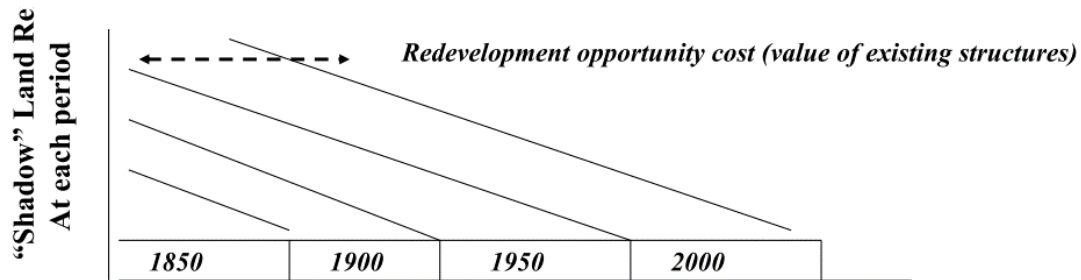 “Shadow” Land Re
At each period
Redevelopment opportunity cost (value of existing structures)
1850 1900 1950 2000